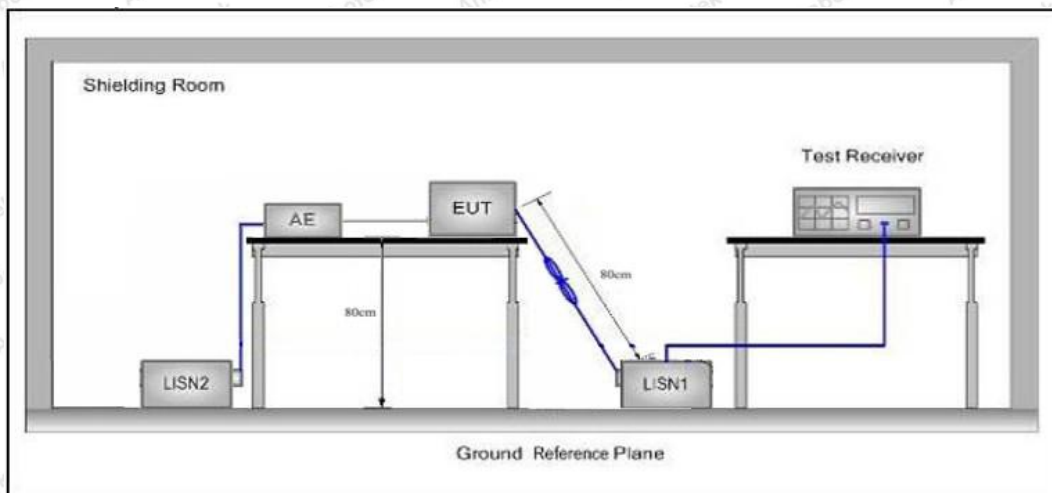 Shielding Room
Test Receiver
AE
EUT
80cm
80cm
LISN2
LISN1
Ground Reference Plane